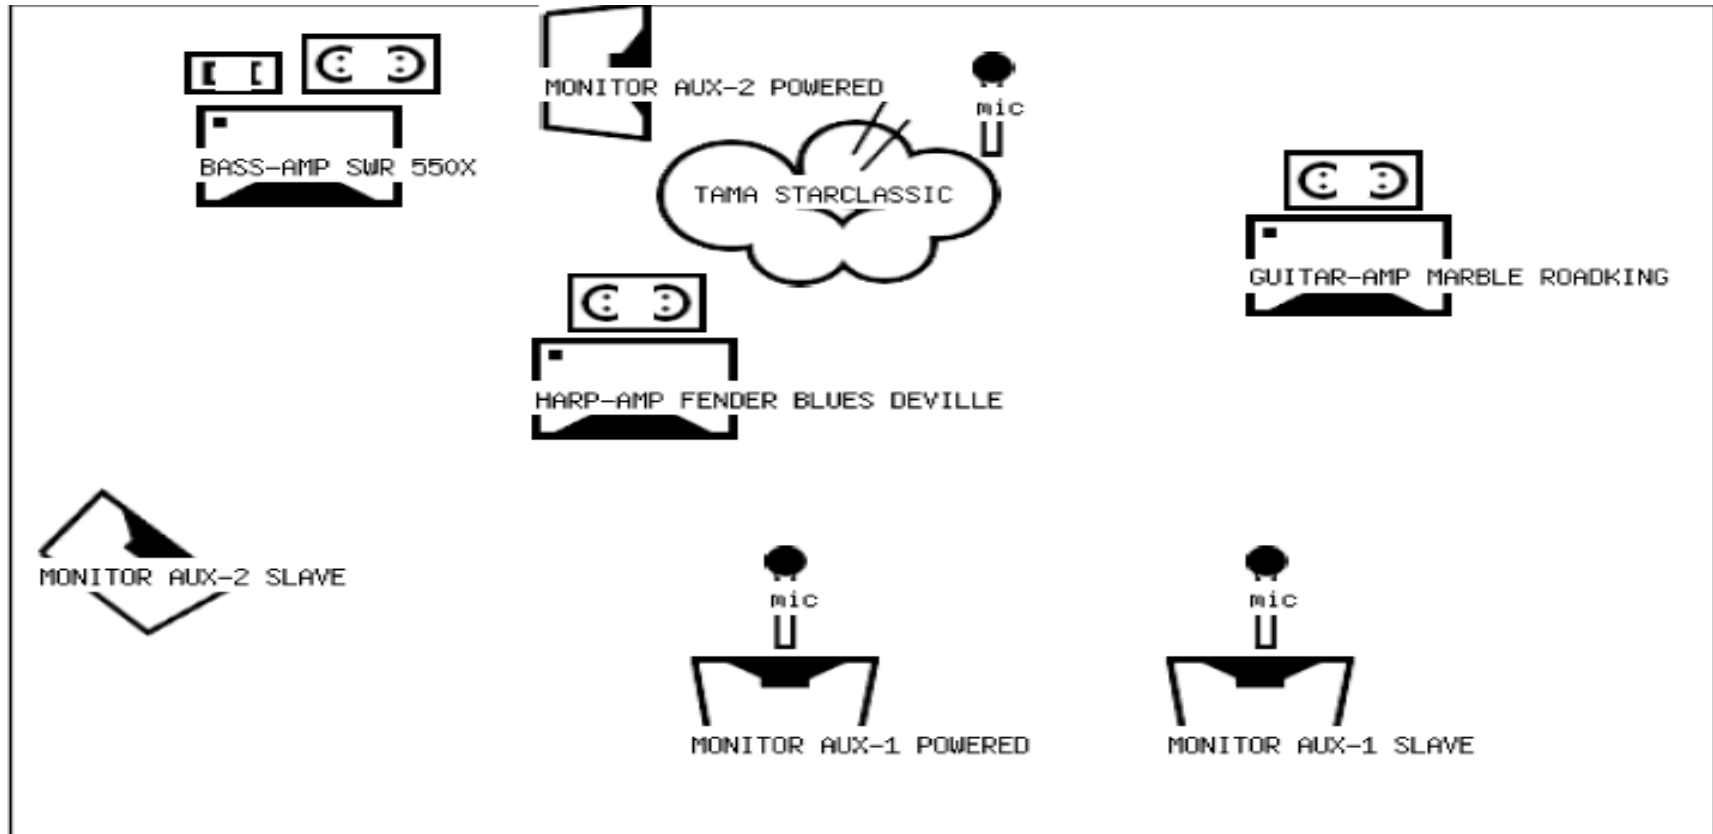 MONITOR AUX-2 POWERED
mic
BASS-AMP SWR 550X
TAMA STARCLASSIC
GUITAR-AMP MARBLE ROADKING
HARP-AMP FENDER BLUES DEVILLE
MONITOR AUX-2 SLAVE
mic
mic
MONITOR AUX-1 POWERED
MONITOR AUX-1 SLAVE